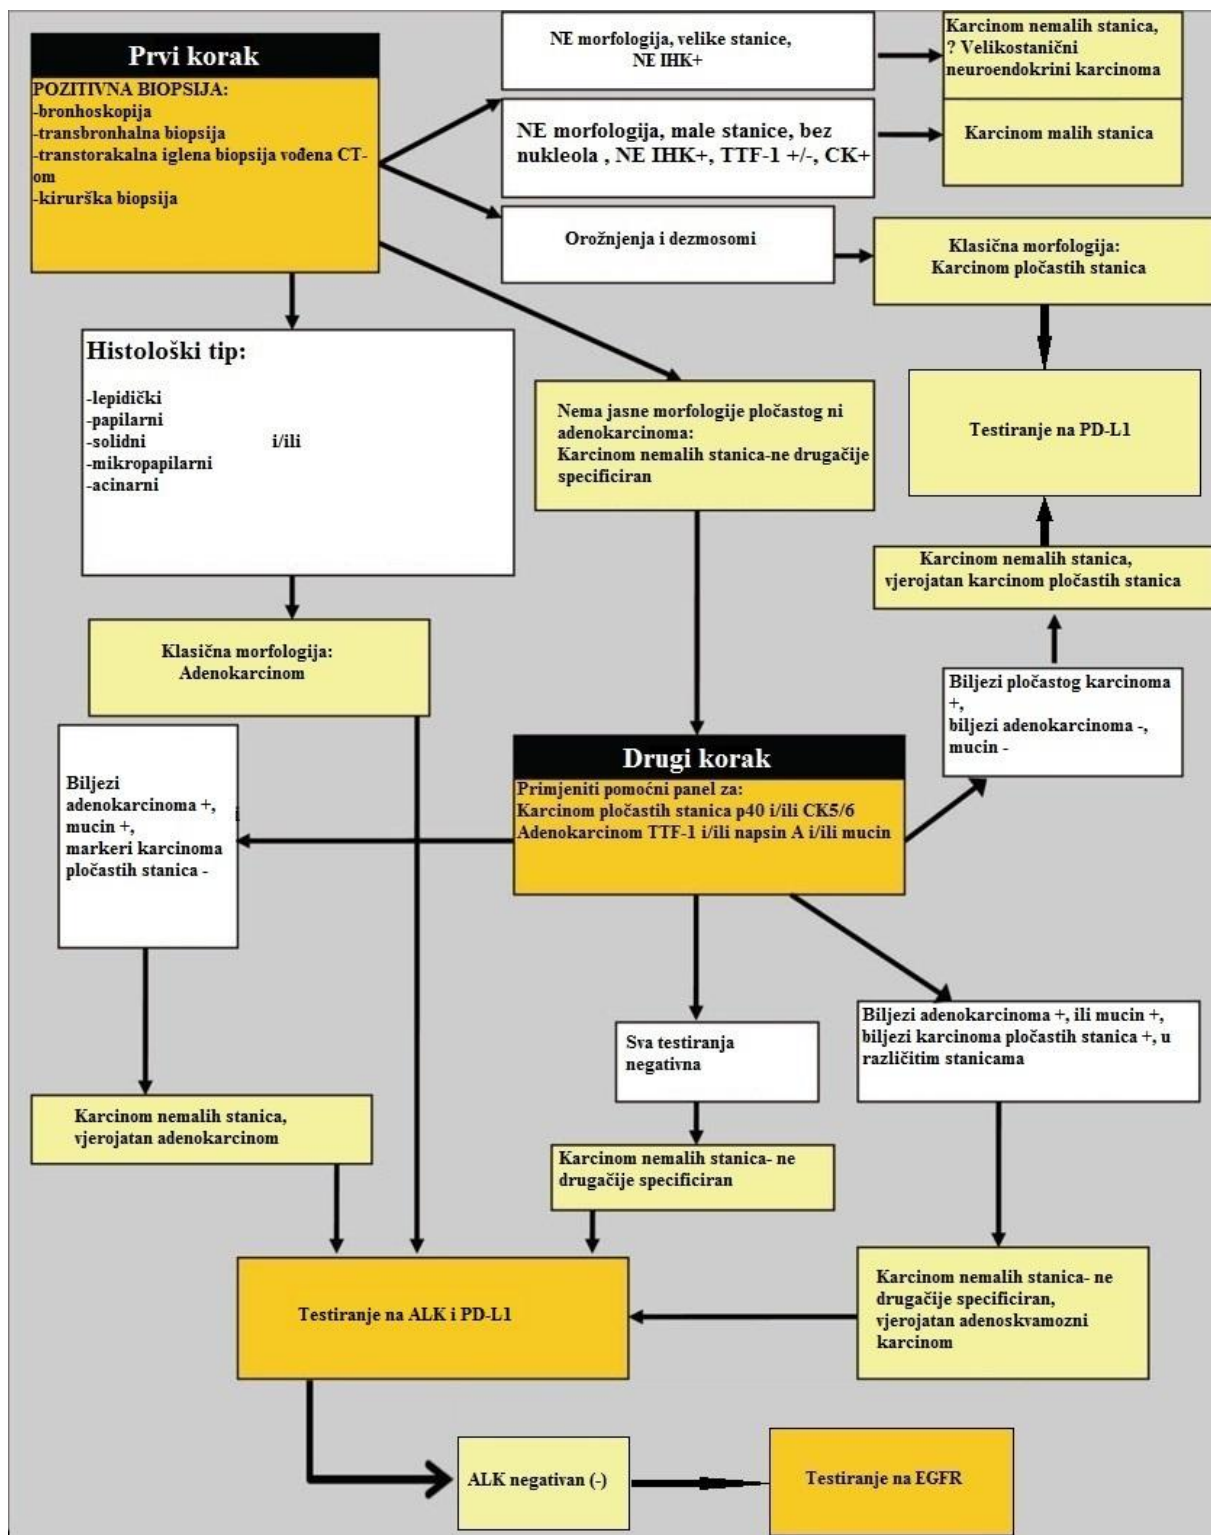 Prvi korak
POZITIVNA BIOPSIJA:
-bronhoskopija
-transbronhalna biopsija
-transtorakalna iglena biopsija vođena CT-
om
-kirurška biopsija
NE morfologija, velike stanice,
NE IHK+
Karcinom nemalih stanica,
? Velikostanični
neuroendokrini karcinoma
NE morfologija, male stanice, bez
nukleola , NE IHK+, TTF-1 +/-, CK+
Karcinom malih stanica
Orožnjenja i dezmosomi
Klasična morfologija:
Karcinom pločastih stanica
Histološki tip:
-lepidički
-papilarni
-solidni i/ili
-mikropapilarni
-acinarni
Nema jasne morfologije pločastog ni
adenokarcinoma:
Karcinom nemalih stanica-ne drugačije
specificiran
Testiranje na PD-L1
Karcinom nemalih stanica,
vjerojatan karcinom pločastih stanica
Klasična morfologija:
Adenokarcinom
Biljezi pločastog karcinoma
+,
biljezi adenokarcinoma -,
mucin -
Drugi korak
Primjeniti pomoćni panel za:
Karcinom pločastih stanica p40 i/ili CK5/6
Adenokarcinom TTF-1 i/ili napsin A i/ili mucin
Biljezi
adenokarcinoma +,
mucin +,
markeri karcinoma
pločastih stanica -
i
Sva testiranja
negativna
Biljezi adenokarcinoma +, ili mucin +,
biljezi karcinoma pločastih stanica +, u
različitim stanicama
Karcinom nemalih stanica,
vjerojatan adenokarcinom
Karcinom nemalih stanica- ne
drugačije specificiran
Testiranje na ALK i PD-L1
Karcinom nemalih stanica- ne
drugačije specificiran,
vjerojatan adenoskvamozni
karcinom
ALK negativan (-)
Testiranje na EGFR